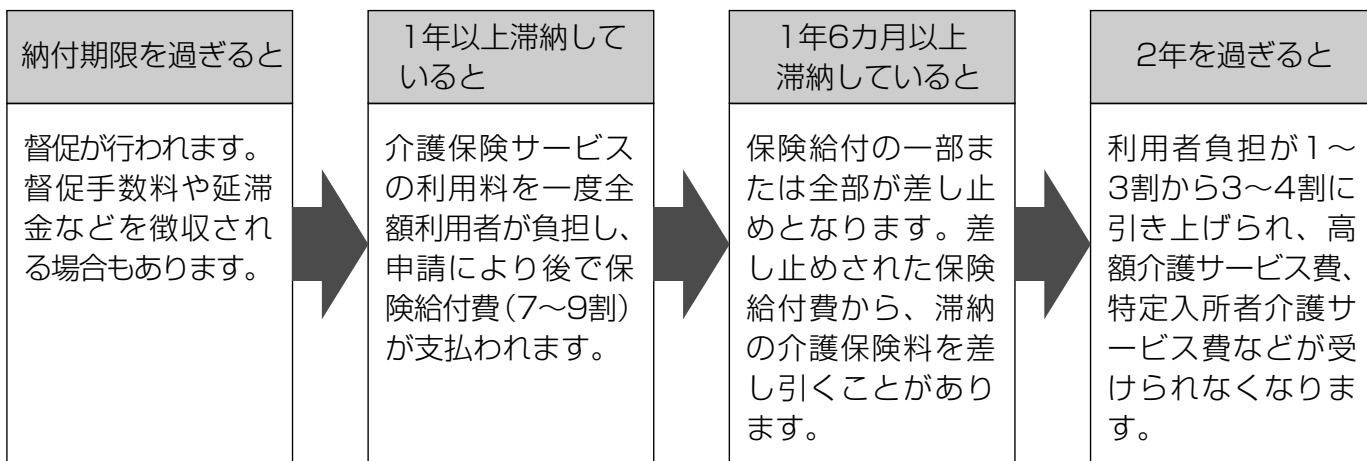 納付期限を過ぎると
督促が行われます。
督促手数料や延滞
金などを徴収され
る場合もあります。
1年以上滞納して
いると
介護保険サービス
の利用料を一度全
額利用者が負担し、
申請により後で保
険給付費（7～9割）
が支払われます。
1年6カ月以上
滞納していると
保険給付の一部ま
たは全部が差し止
めとなります。差
し止めされた保険
給付費から、滞納
の介護保険料を差
し引くことがあり
ます。
2年を過ぎると
利用者負担が1～
3割から3～4割に
引き上げられ、高
額介護サービス費、
特定入所者介護サ
ービス費などが受
けられなくなりま
す。